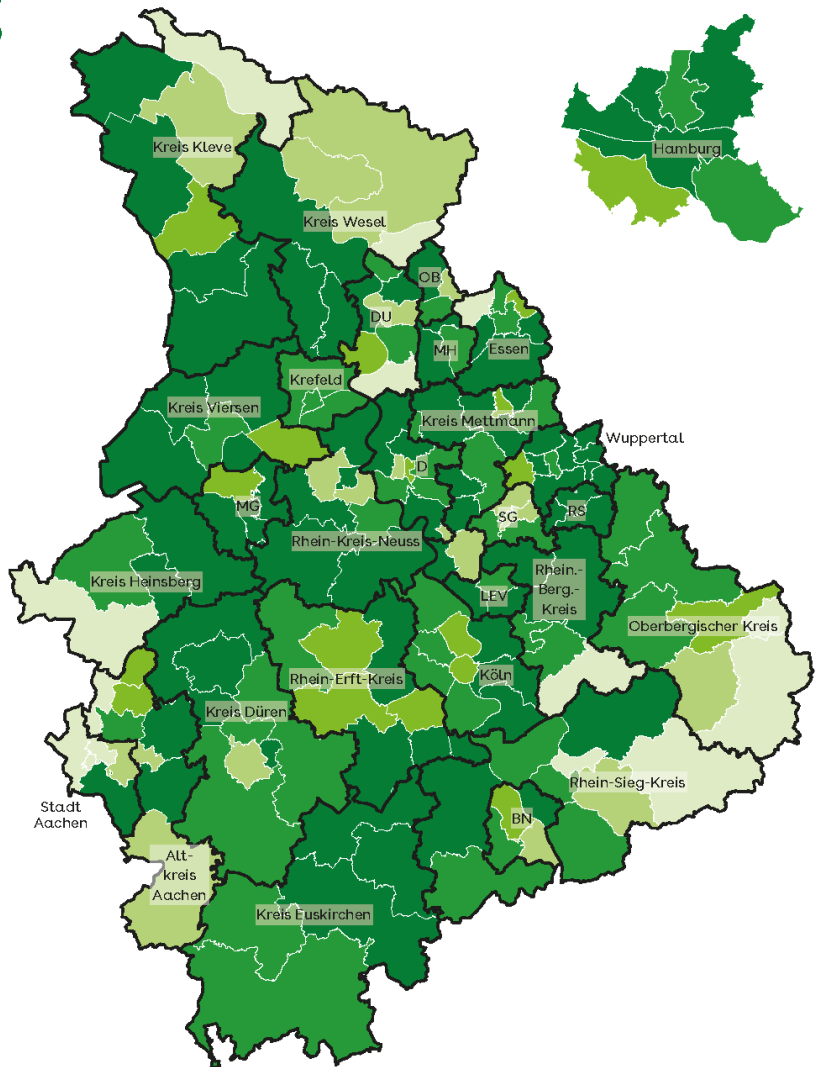 Hamburg
Kreis Kleve
Kreis Wesel
OB
DU
MH
Essen
Krefeld
Kreis Viersen
Kreis Mettmann
Wuppertal
D
MG
SG
RS
Rhein-Kreis-Neuss
Kreis Heinsberg
LEV
Rhein.-
Berg.-
Kreis
Oberbergischer Kreis
Rhein-Erft-Kreis
Köln
Kreis Düren
Rhein-Sieg-Kreis
Stadt
Aachen
BN
Alt-
kreis
Aachen
Kreis Euskirchen